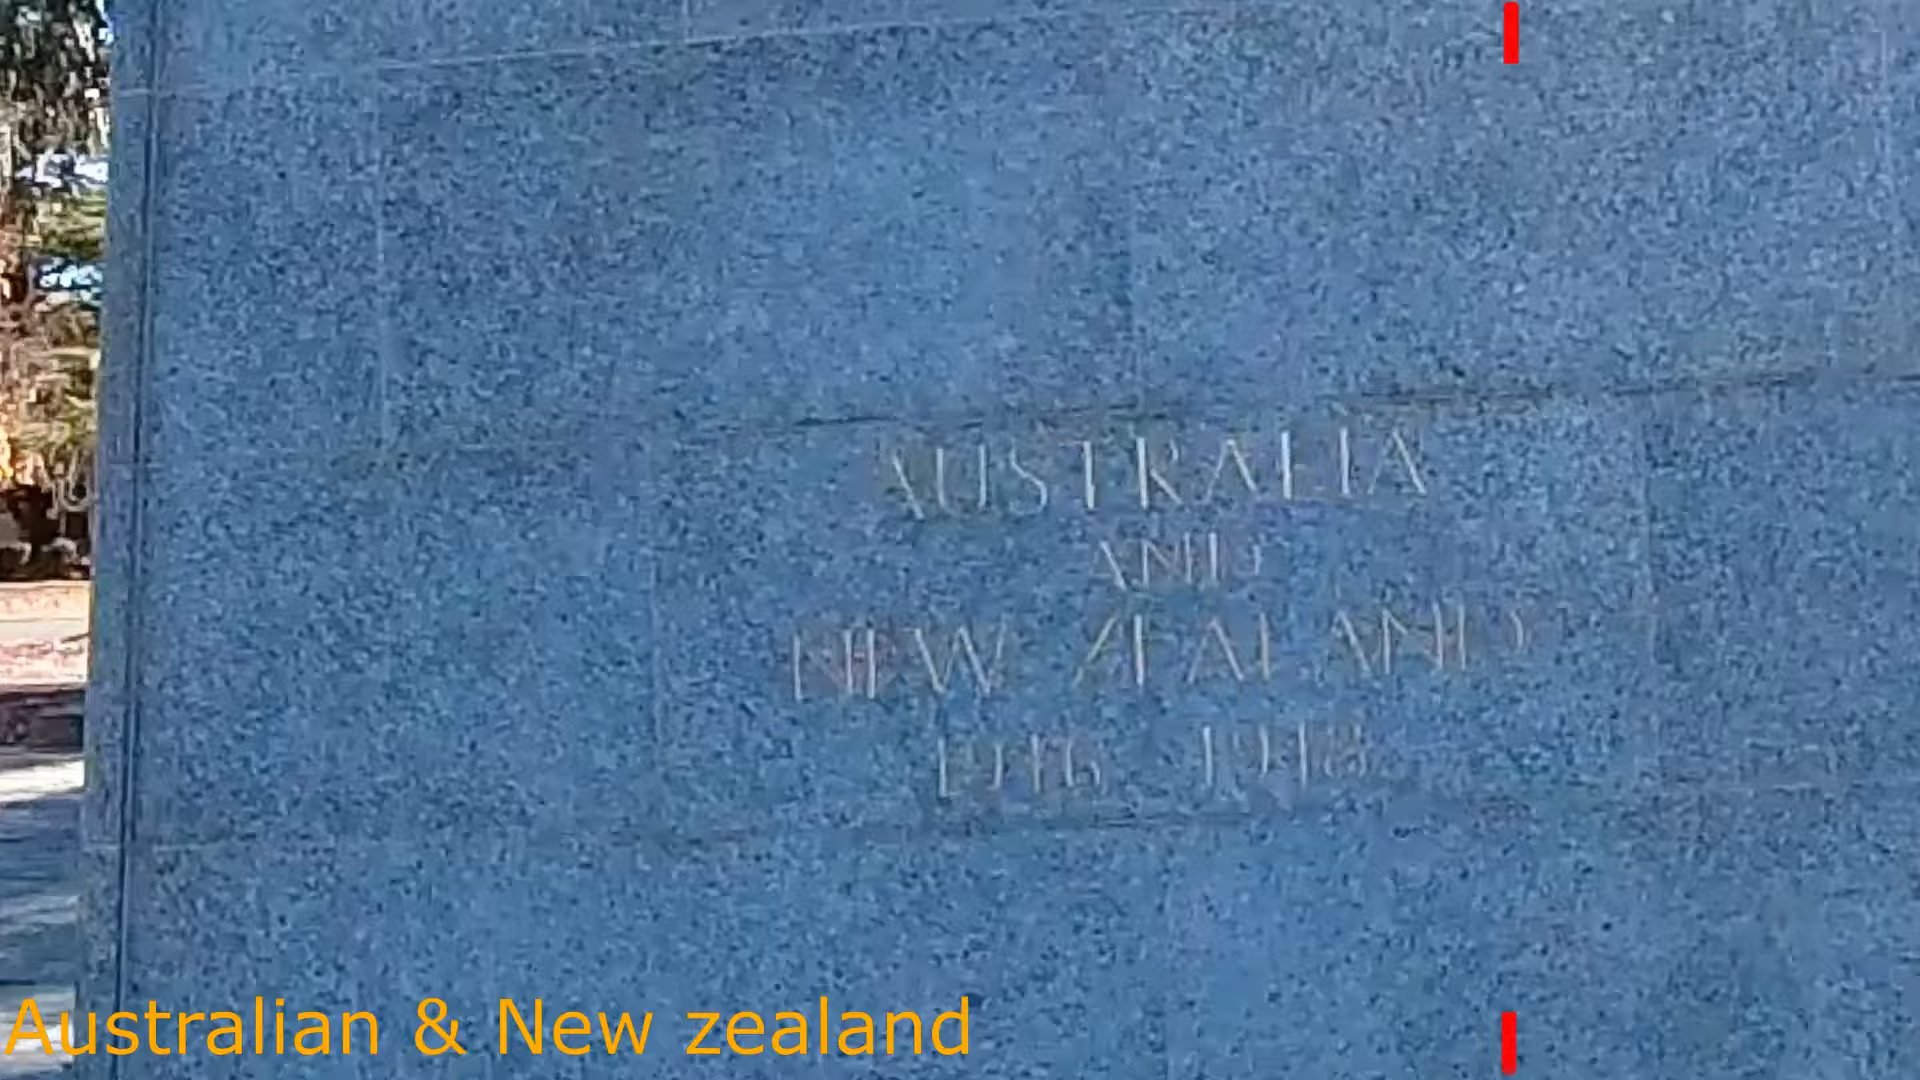 AUSTRALIA
AND
NEW ZEALAND
1916 1918
Australian & New zealand